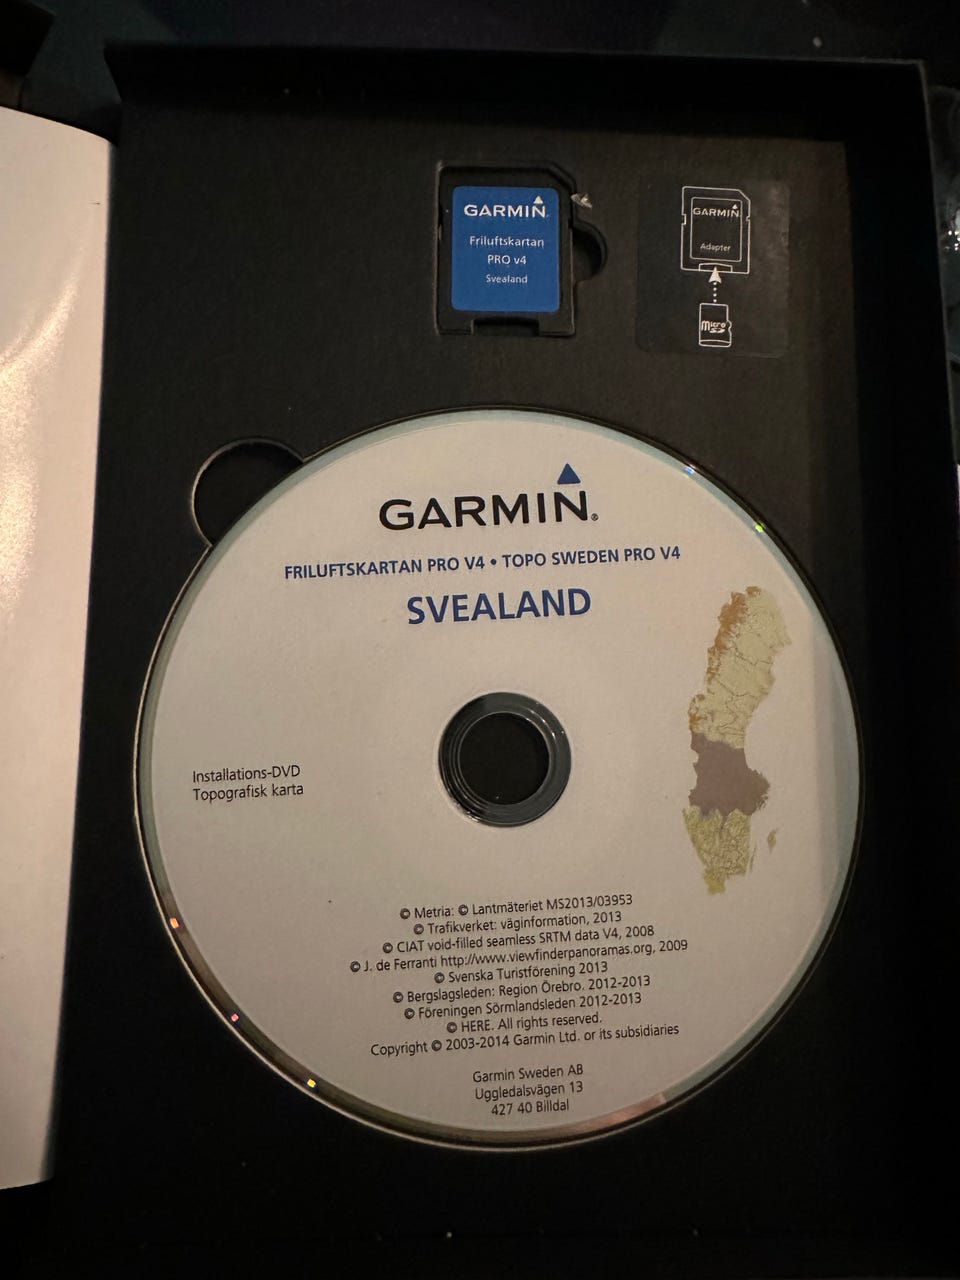 GARMIN®
Friluftskartan
PRO v4
Svealand
GARMIN
Adapter
Micro
SD
GARMIN®
FRILUFTSKARTAN PRO V4 • TOPO SWEDEN PRO V4
SVEALAND
Installations-DVD
Topografisk karta
© Metria: © Lantmäteriet MS2013/03953
© Trafikverket: väginformation, 2013
© CIAT void-filled seamless SRTM data V4, 2008
© J. de Ferranti http://www.viewfinderpanoramas.org, 2009
© Svenska Turistförening 2013
© Bergslagsleden: Region Örebro. 2012-2013
© Föreningen Sörmlandsleden 2012-2013
© HERE. All rights reserved.
Copyright © 2003-2014 Garmin Ltd. or its subsidiaries
Garmin Sweden AB
Uggledalsvägen 13
427 40 Billdal